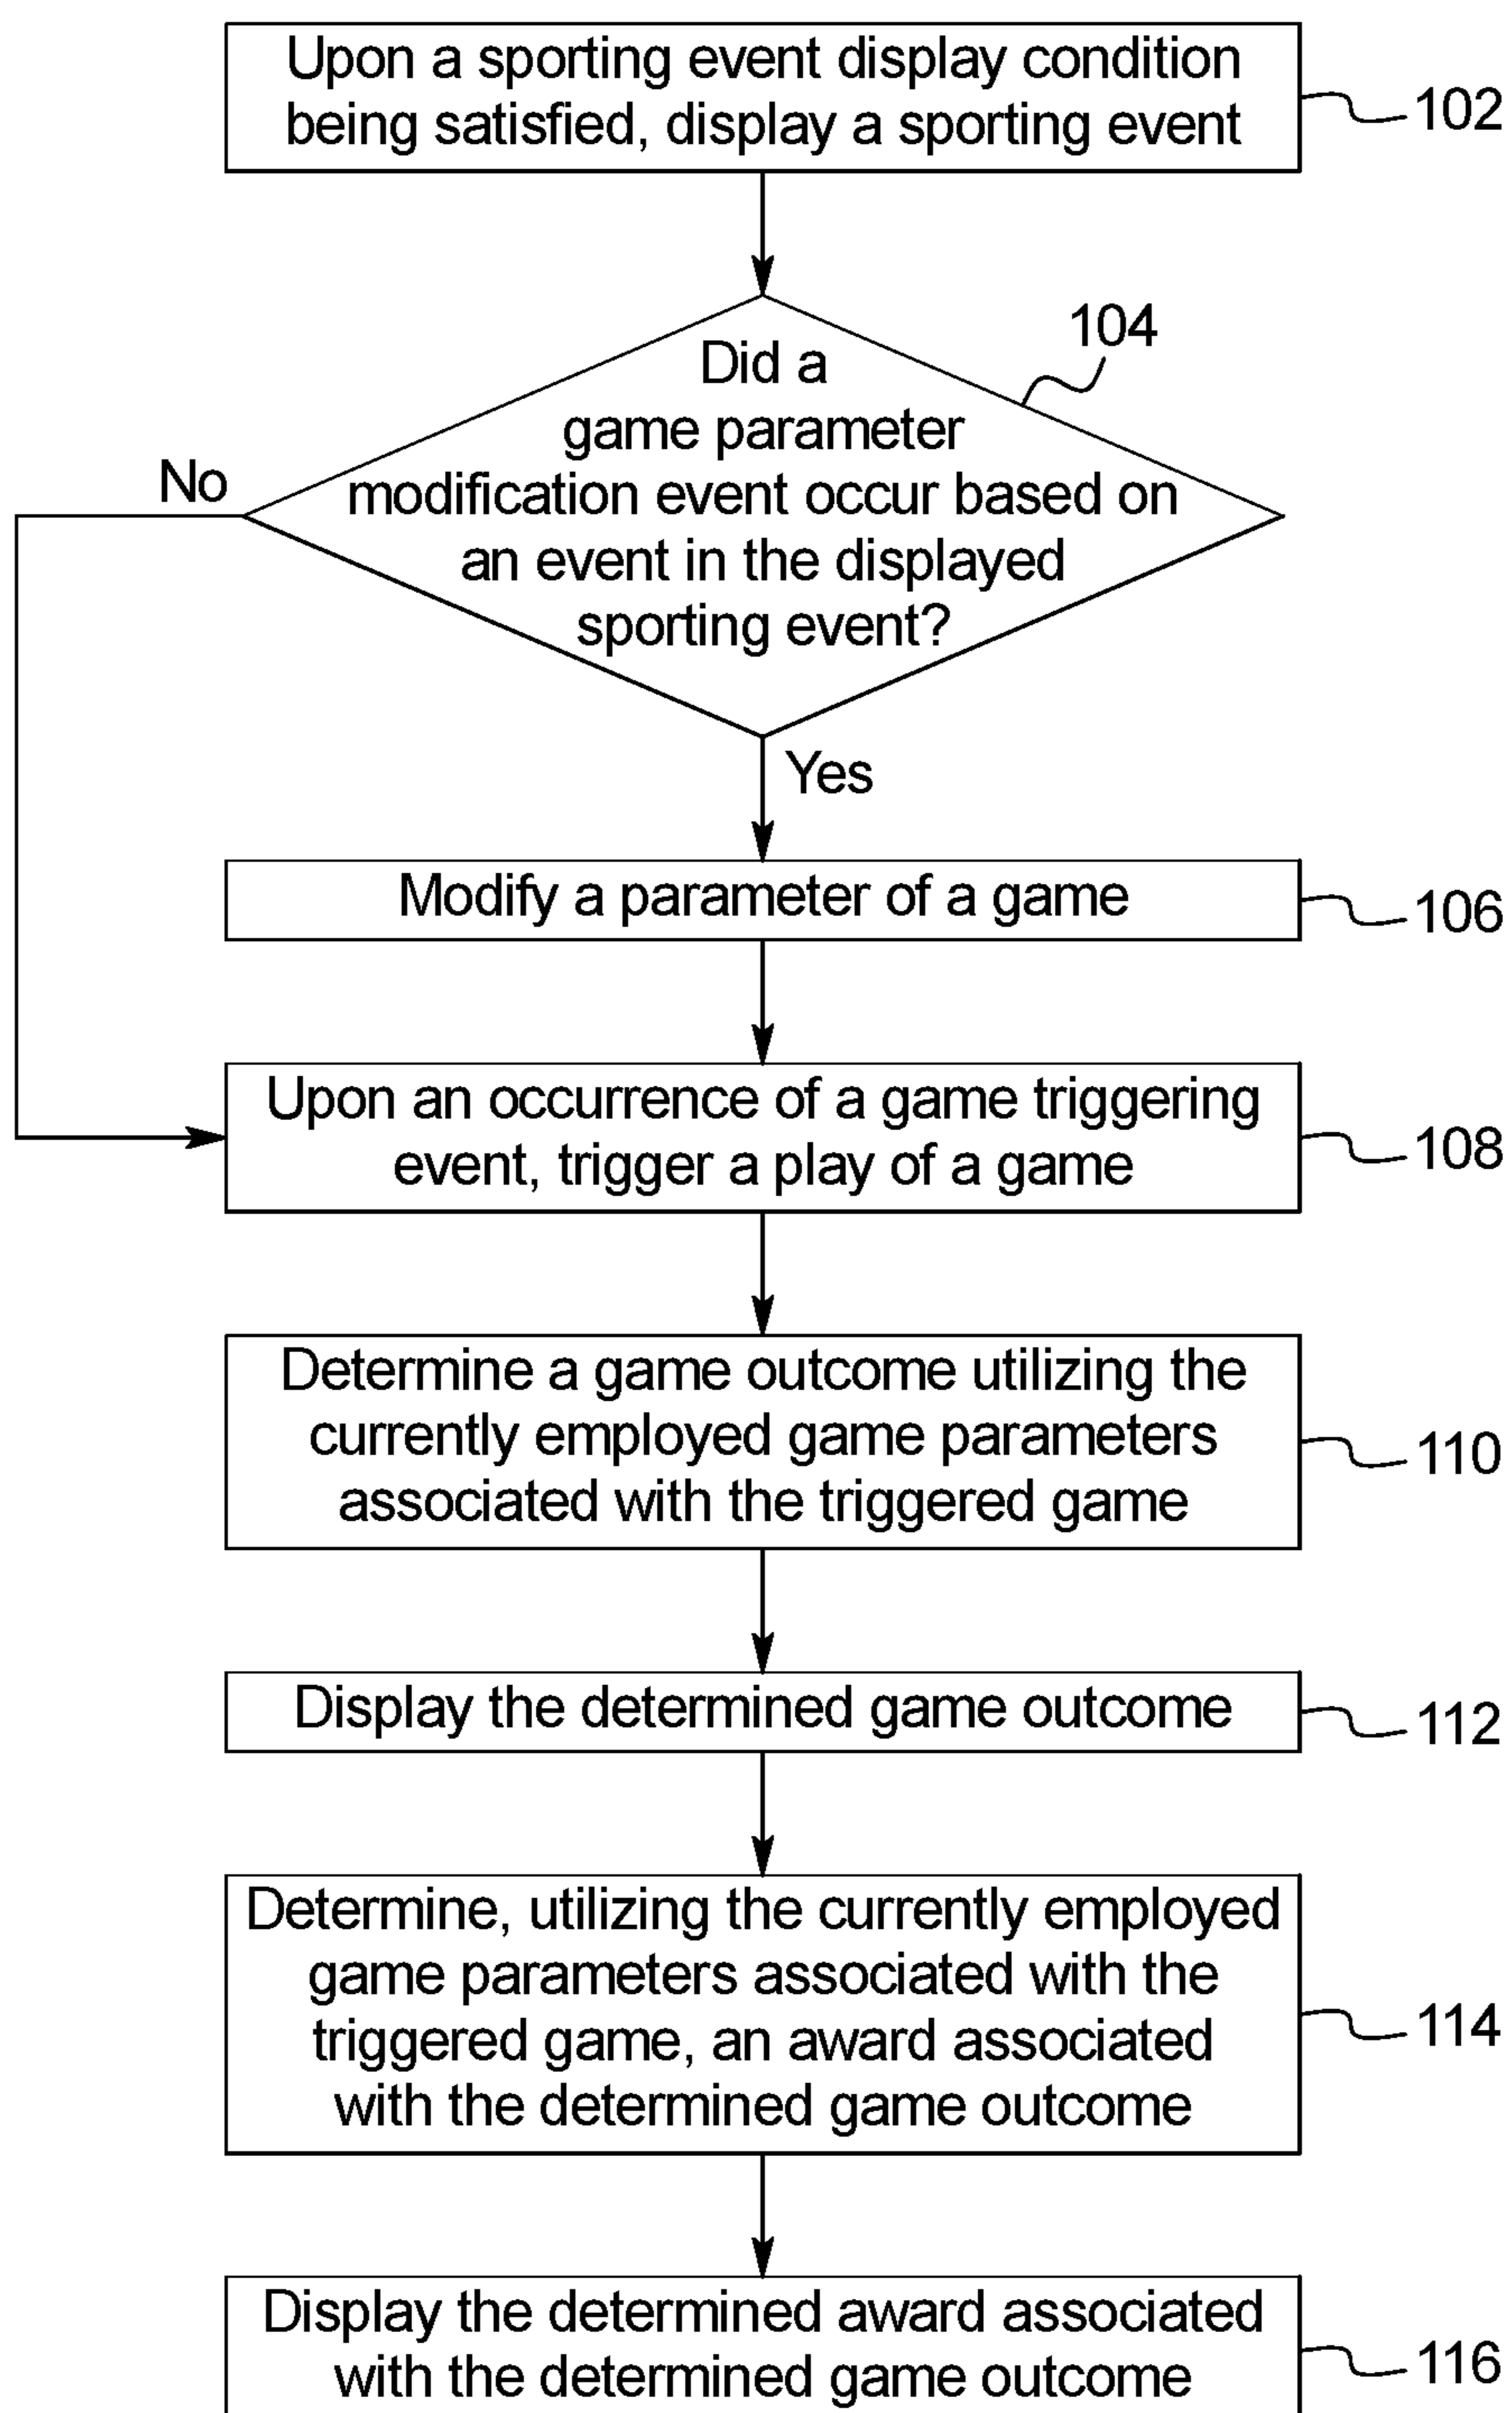 Upon a sporting event display condition
being satisfied, display a sporting event
102
104
Did a
game parameter
modification event occur based on
an event in the displayed
sporting event?
No
Yes
Modify a parameter of a game
106
Upon an occurrence of a game triggering
event, trigger a play of a game
108
Determine a game outcome utilizing the
currently employed game parameters
associated with the triggered game
110
Display the determined game outcome
112
Determine, utilizing the currently employed
game parameters associated with the
triggered game, an award associated
with the determined game outcome
114
Display the determined award associated
with the determined game outcome
116